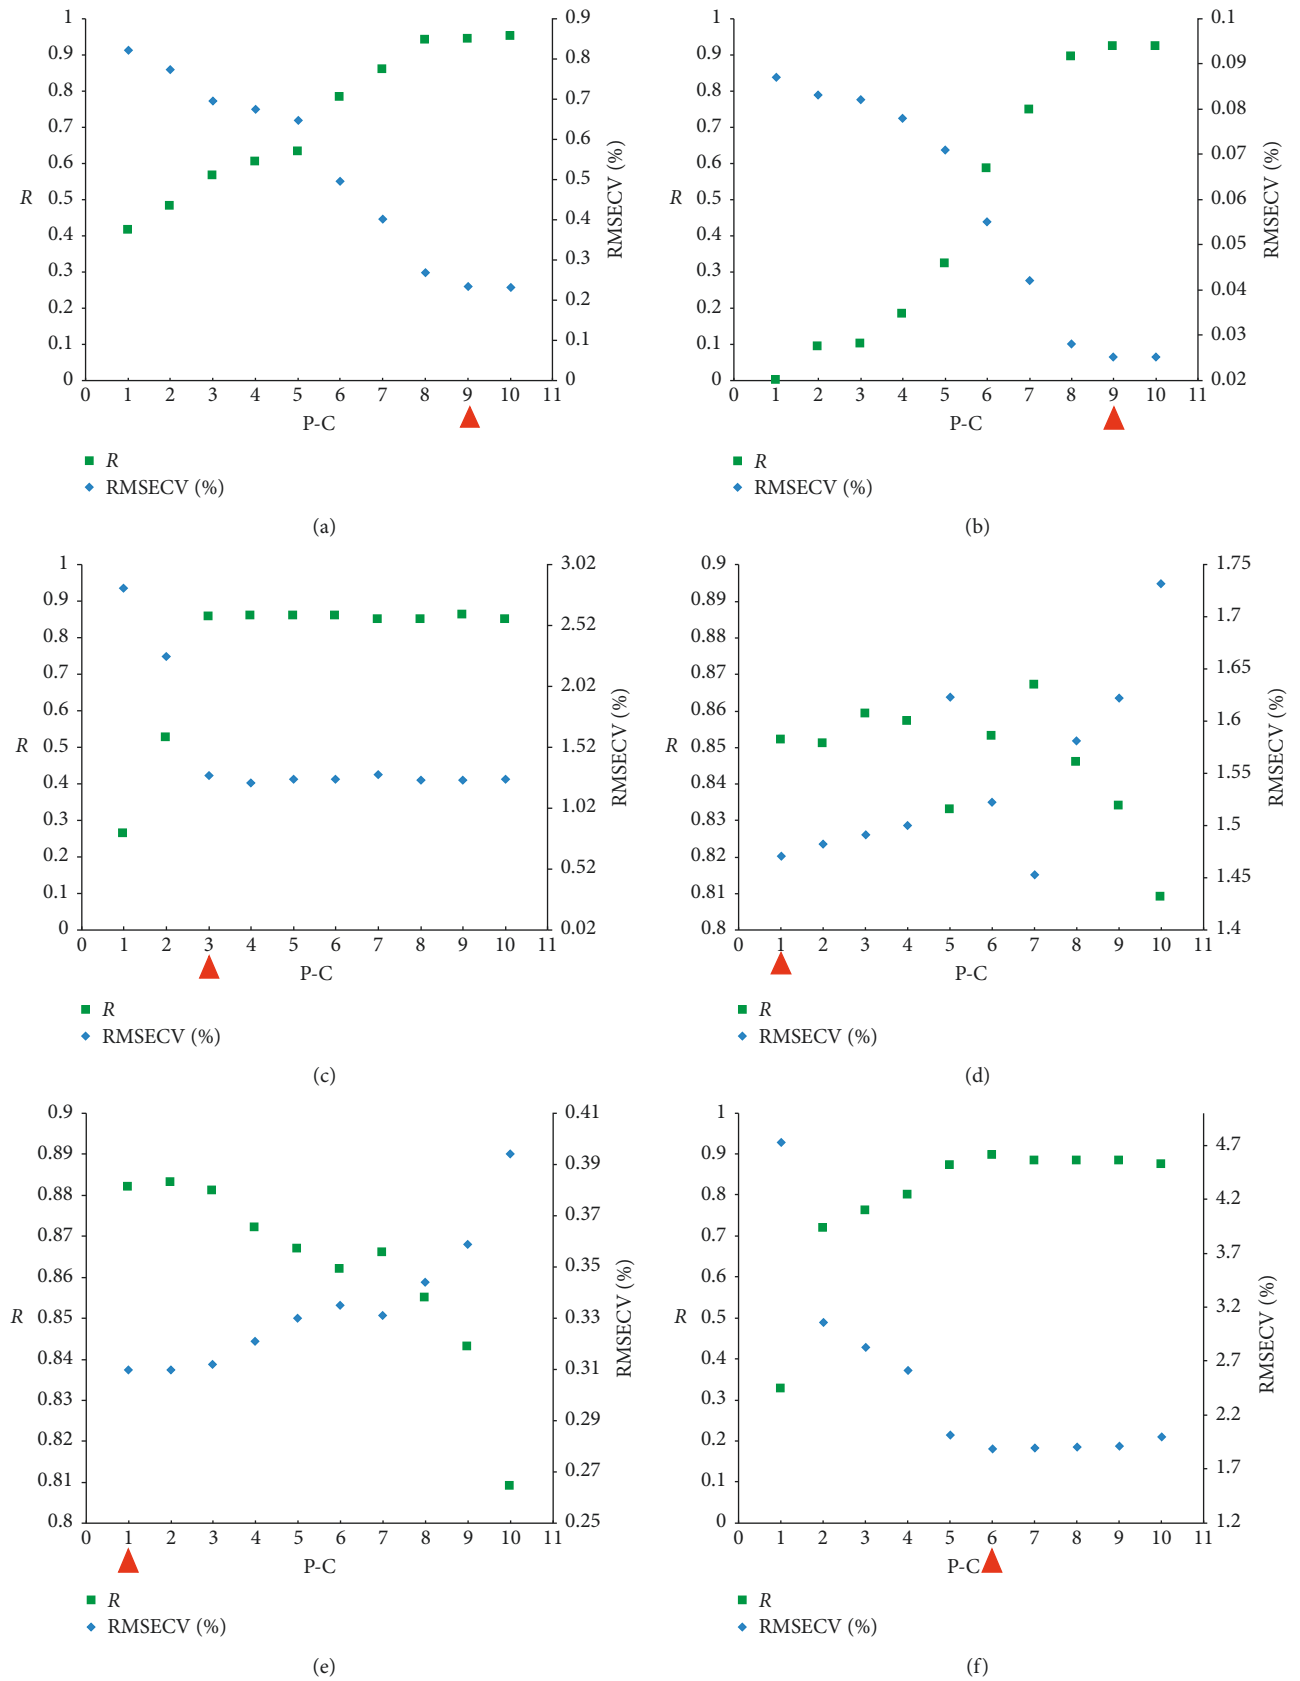 1
0.9
0.8
0.7
0.6
0.5
0.4
0.3
0.2
0.1
0
R
0.9
0.8
0.7
0.6
0.5
0.4
0.3
0.2
0.1
0
RMSECV (%)
0 1 2 3 4 5 6 7 8 9 10 11
P-C
R
RMSECV (%)
(a)
1
0.9
0.8
0.7
0.6
0.5
0.4
0.3
0.2
0.1
0
R
0.1
0.09
0.08
0.07
0.06
0.05
0.04
0.03
0.02
RMSECV (%)
0 1 2 3 4 5 6 7 8 9 10 11
P-C
R
RMSECV (%)
(b)
1
0.9
0.8
0.7
0.6
0.5
0.4
0.3
0.2
0.1
0
R
3.02
2.52
2.02
1.52
1.02
0.52
0.02
RMSECV (%)
0 1 2 3 4 5 6 7 8 9 10 11
P-C
R
RMSECV (%)
(c)
0.9
0.89
0.88
0.87
0.86
0.85
0.84
0.83
0.82
0.81
0.8
R
1.75
1.7
1.65
1.6
1.55
1.5
1.45
1.4
RMSECV (%)
0 1 2 3 4 5 6 7 8 9 10 11
P-C
R
RMSECV (%)
(d)
0.9
0.89
0.88
0.87
0.86
0.85
0.84
0.83
0.82
0.81
0.8
R
0.41
0.39
0.37
0.35
0.33
0.31
0.29
0.27
0.25
RMSECV (%)
0 1 2 3 4 5 6 7 8 9 10 11
P-C
R
RMSECV (%)
(e)
1
0.9
0.8
0.7
0.6
0.5
0.4
0.3
0.2
0.1
0
R
4.7
4.2
3.7
3.2
2.7
2.2
1.7
1.2
RMSECV (%)
0 1 2 3 4 5 6 7 8 9 10 11
P-C
R
RMSECV (%)
(f)